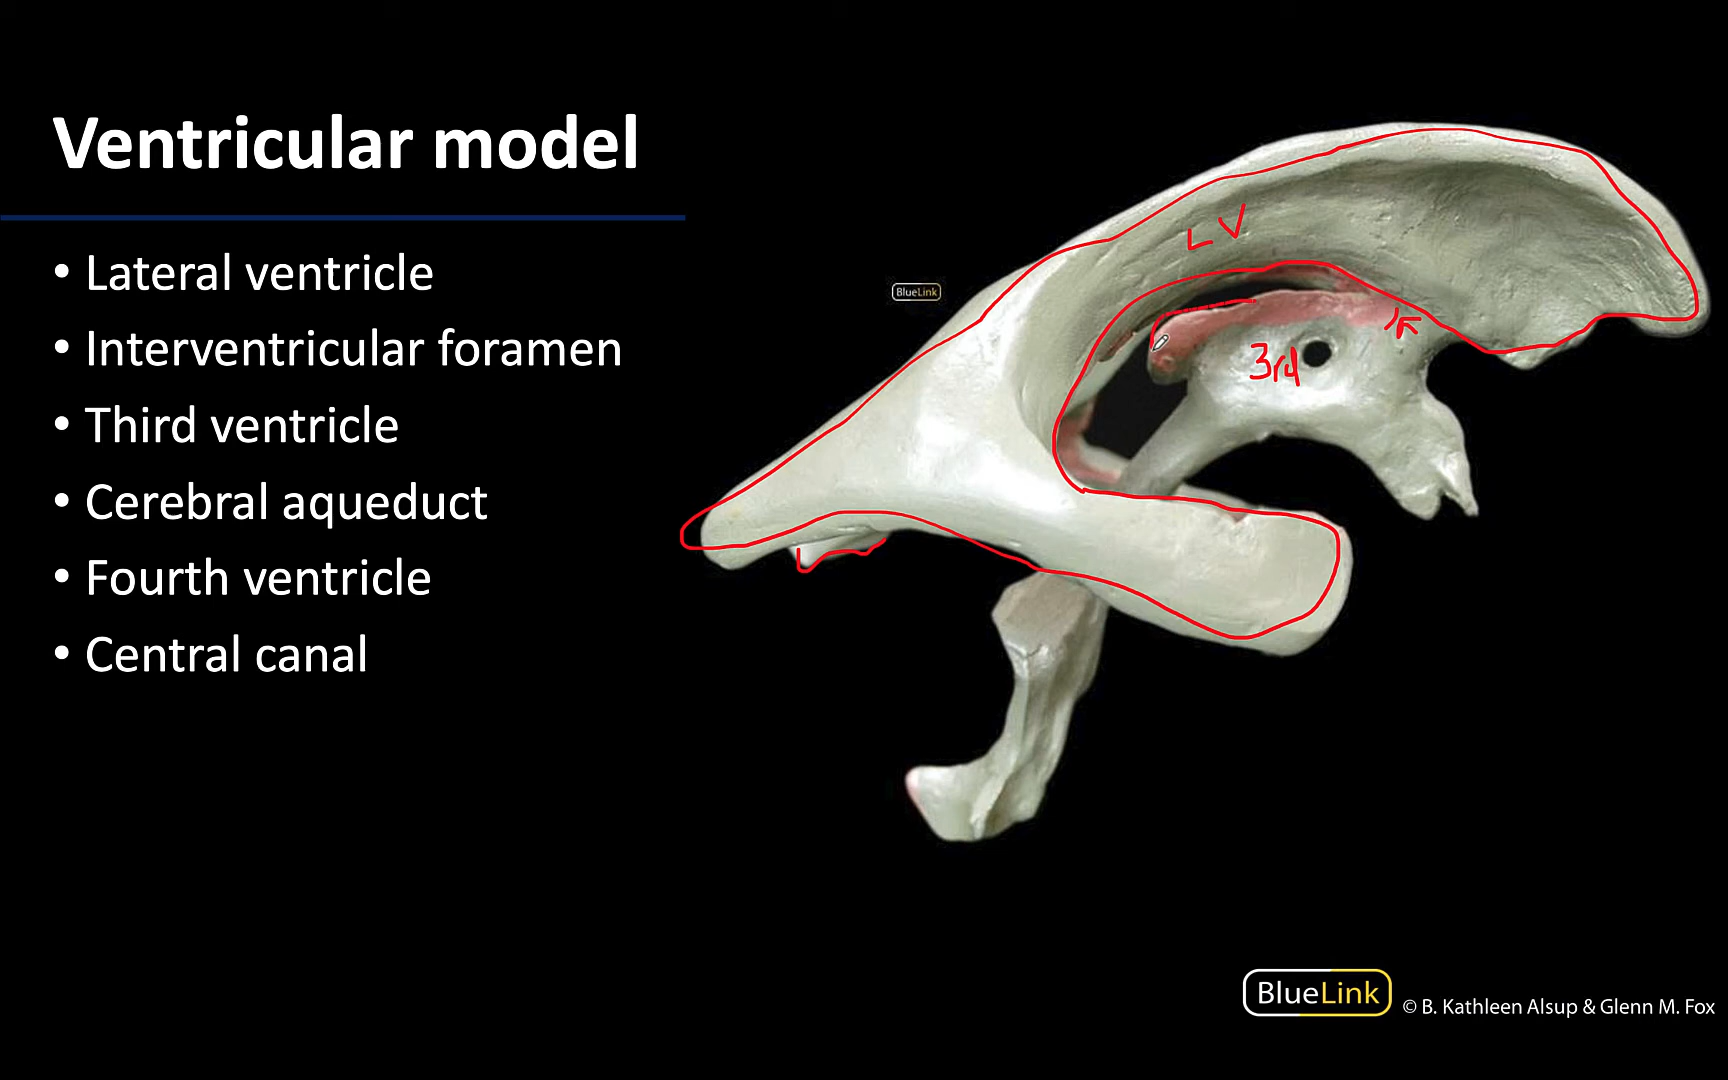 Ventricular model
• Lateral ventricle
• Interventricular foramen
• Third ventricle
• Cerebral aqueduct
• Fourth ventricle
• Central canal
BlueLink
LV
3rd
BlueLink
© B. Kathleen Alsup & Glenn M. Fox